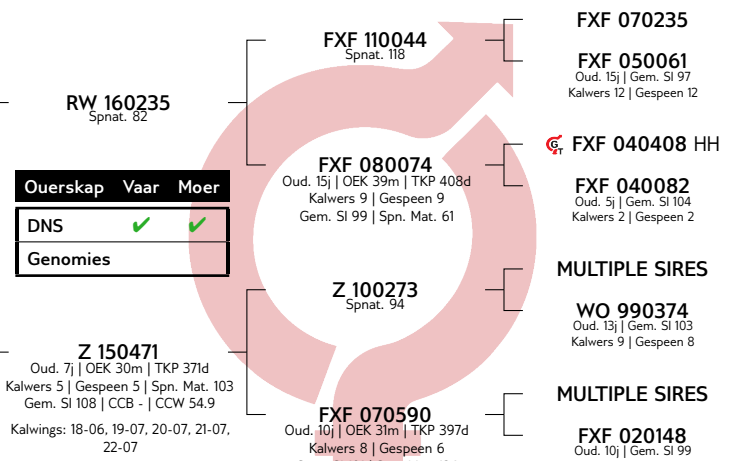 FXF 070235
FXF 110044
Spnat. 118
FXF 050061
Oud. 15j | Gem. SI 97
Kalwers 12 | Gespeen 12
RW 160235
Spnat. 82
FXF 040408 HH
FXF 080074
Oud. 15j | OEK 39m | TKP 408d
Kalwers 9 | Gespeen 9
Gem. SI 99 | Spn. Mat. 61
FXF 040082
Oud. 5j | Gem. SI 104
Kalwers 2 | Gespeen 2
Ouerskap Vaar Moer
DNS ✔ ✔
Genomies
MULTIPLE SIRES
Z 100273
Spnat. 94
WO 990374
Oud. 13j | Gem. SI 103
Kalwers 9 | Gespeen 8
Z 150471
Oud. 7j | OEK 30m | TKP 371d
Kalwers 5 | Gespeen 5 | Spn. Mat. 103
Gem. SI 108 | CCB - | CCW 54.9
Kalwings: 18-06, 19-07, 20-07, 21-07,
22-07
MULTIPLE SIRES
FXF 070590
Oud. 10j | OEK 31m | TKP 397d
Kalwers 8 | Gespeen 6
FXF 020148
Oud. 10j | Gem. SI 99